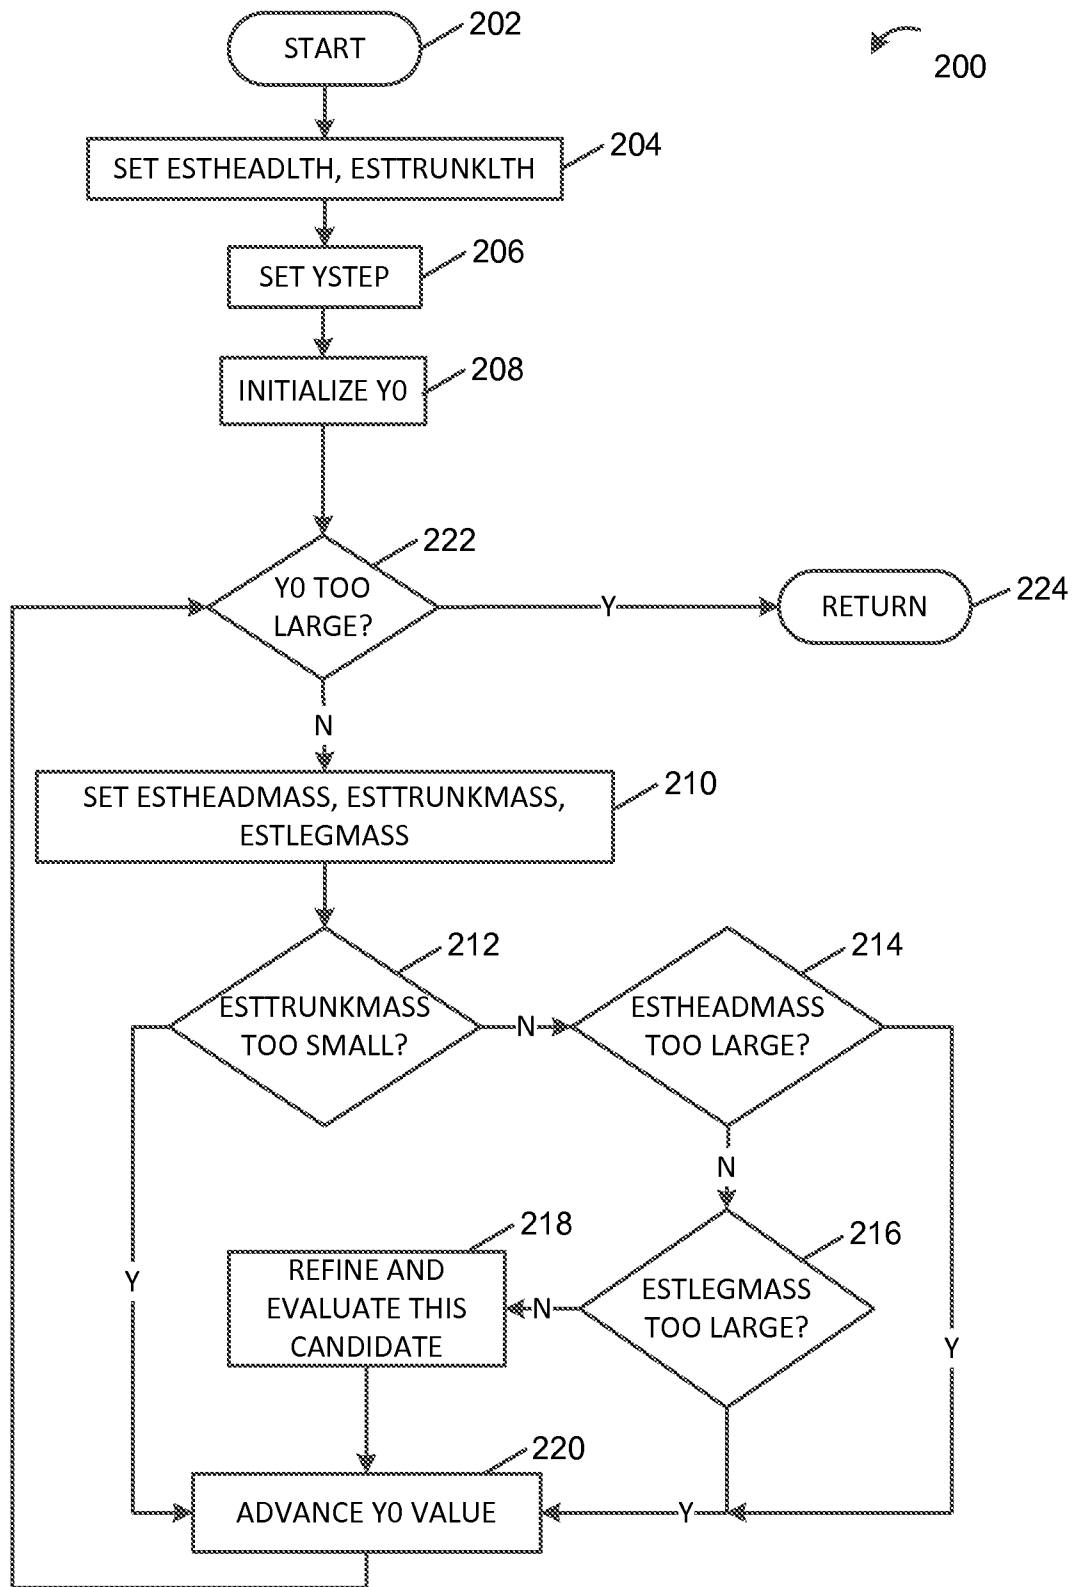 START
202
200
SET ESTHEADLTH, ESTTRUNKLTH
204
SET YSTEP
206
INITIALIZE Y0
208
222
Y0 TOO
LARGE?
Y
RETURN
224
N
SET ESTHEADMASS, ESTTRUNKMASS,
ESTLEGMASS
210
212
ESTTRUNKMASS
TOO SMALL?
N
214
ESTHEADMASS
TOO LARGE?
N
Y
Y
216
ESTLEGMASS
TOO LARGE?
N
218
REFINE AND
EVALUATE THIS
CANDIDATE
220
ADVANCE Y0 VALUE
Y